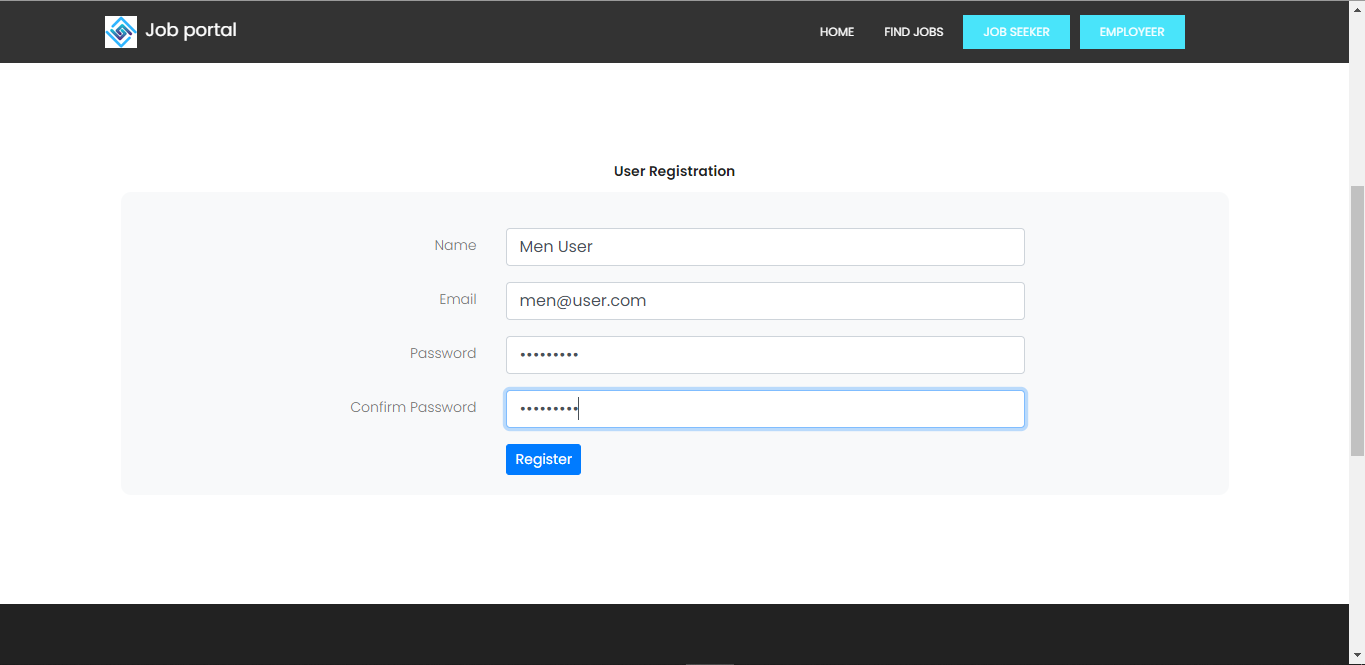 Job portal
HOME FIND JOBS JOB SEEKER EMPLOYEER
User Registration
Name Men User
Email men@user.com
Password •••••••••
Confirm Password •••••••••
Register